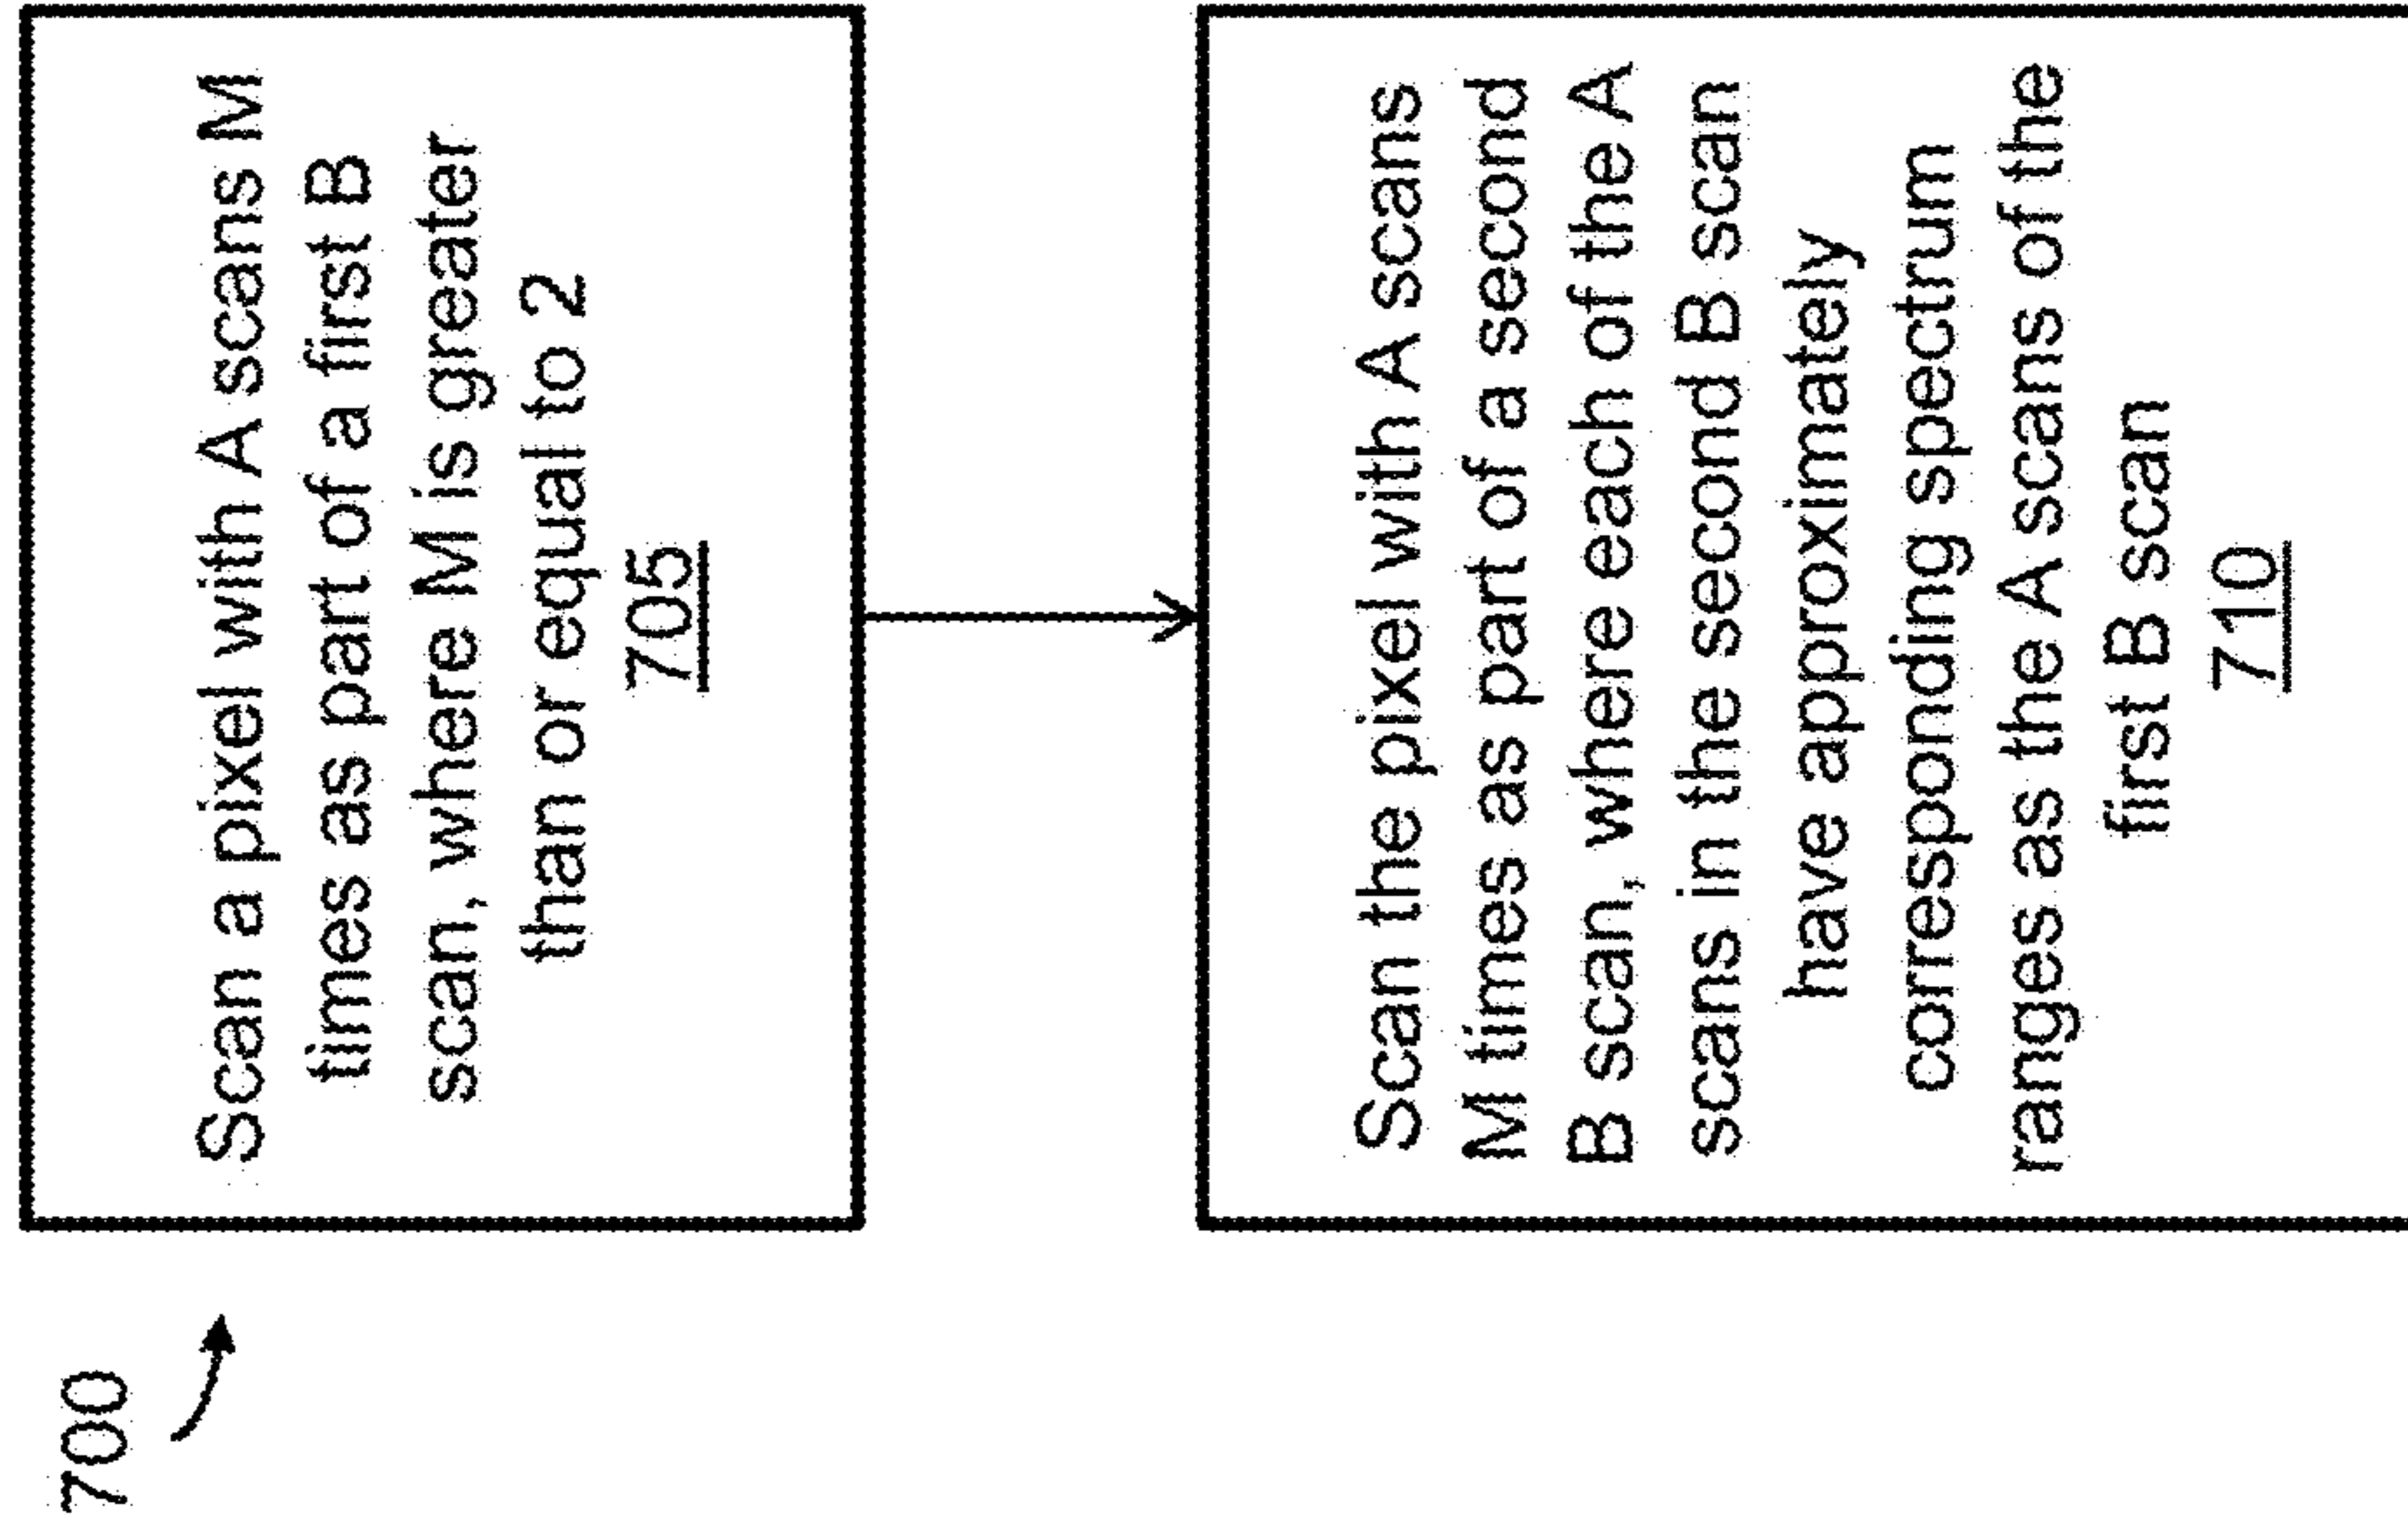 700
Scan a pixel with A scans M
times as part of a first B
scan, where M is greater
than or equal to 2
705
Scan the pixel with A scans
M times as part of a second
B scan, where each of the A
scans in the second B scan
have approximately
corresponding spectrum
ranges as the A scans of the
first B scan
710